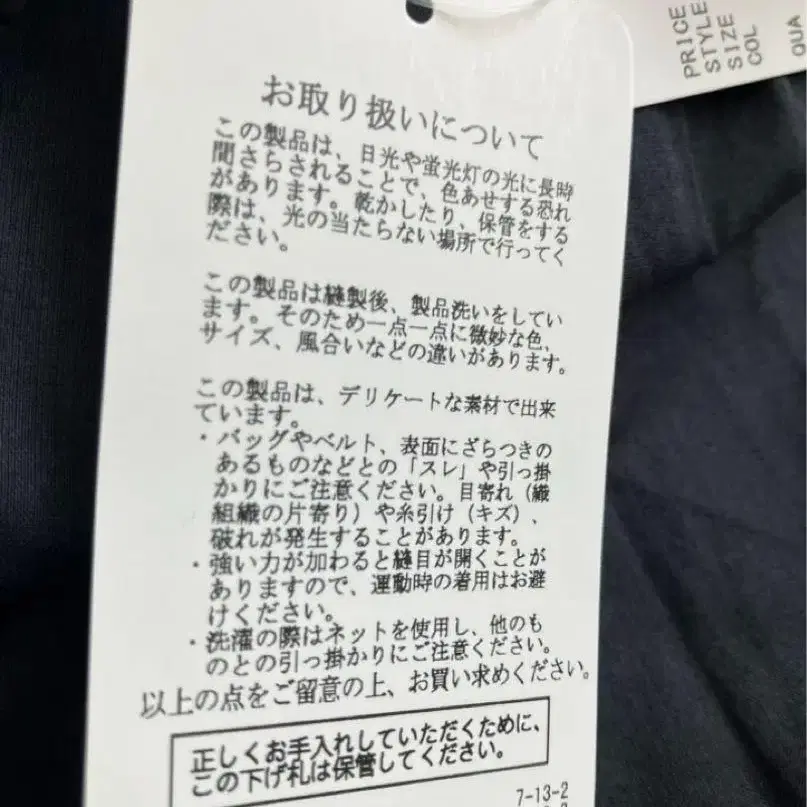 お取り扱いについて
この製品は、日光や蛍光灯の光に長時
間さらされることで、色あせする恐れ
があります。乾かしたり、保管をする
際は、光の当たらない場所で行ってく
ださい。
この製品は縫製後、製品洗いをしてい
ます。そのため一点一点に微妙な色、
サイズ、風合いなどの違いがあります。
この製品は、デリケートな素材で出来
ています。
・バッグやベルト、表面にざらつきの
あるものなどとの「スレ」や引っ掛
かりにご注意ください。目寄れ（織
組織の片寄り）や糸引け（キズ）、
破れが発生することがあります。
・強い力が加わると縫目が開くことが
ありますので、運動時の着用はお避
けください。
・洗濯の際はネットを使用し、他のも
のとの引っ掛かりにご注意ください。
以上の点をご留意の上、お買い求めください。
正しくお手入れしていただくために、
この下げ札は保管してください。
7-13-2
PRICE
STYLE
SIZE
COL
QUA